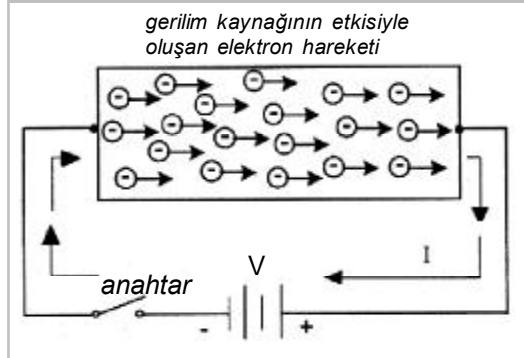 gerilim kaynağının etkisiyle
oluşan elektron hareketi
I
V
anahtar
- +